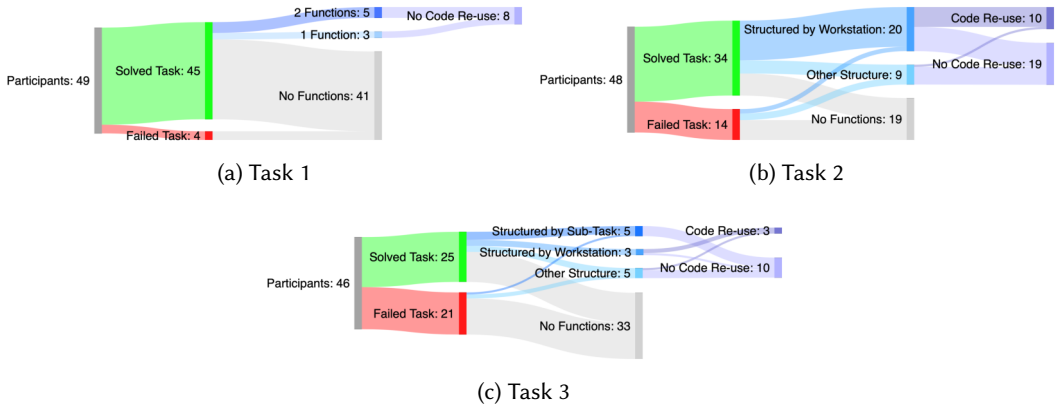 Participants: 49
Solved Task: 45
Failed Task: 4
2 Functions: 5
1 Function: 3
No Functions: 41
No Code Re-use: 8
(a) Task 1
Participants: 48
Solved Task: 34
Failed Task: 14
Structured by Workstation: 20
Other Structure: 9
No Functions: 19
Code Re-use: 10
No Code Re-use: 19
(b) Task 2
Participants: 46
Solved Task: 25
Failed Task: 21
Structured by Sub-Task: 5
Structured by Workstation: 3
Other Structure: 5
No Functions: 33
Code Re-use: 3
No Code Re-use: 10
(c) Task 3